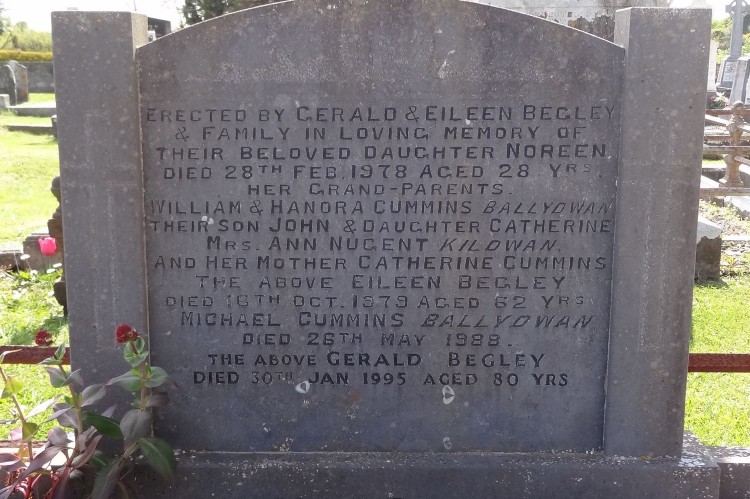 ERECTED BY GERALD & EILEEN BEGLEY
& FAMILY IN LOVING MEMORY OF
THEIR BELOVED DAUGHTER NOREEN
DIED 28TH FEB. 1978 AGED 28 YRS.
HER GRAND-PARENTS.
WILLIAM & HANORA CUMMINS BALLYDWAN
THEIR SON JOHN & DAUGHTER CATHERINE
MRS. ANN NUGENT KILDWAN.
AND HER MOTHER CATHERINE CUMMINS
THE ABOVE EILEEN BEGLEY
DIED 16TH OCT. 1979 AGED 62 YRS.
MICHAEL CUMMINS BALLYDWAN
DIED 26TH MAY 1988.
THE ABOVE GERALD BEGLEY
DIED 30TH JAN 1995 AGED 80 YRS